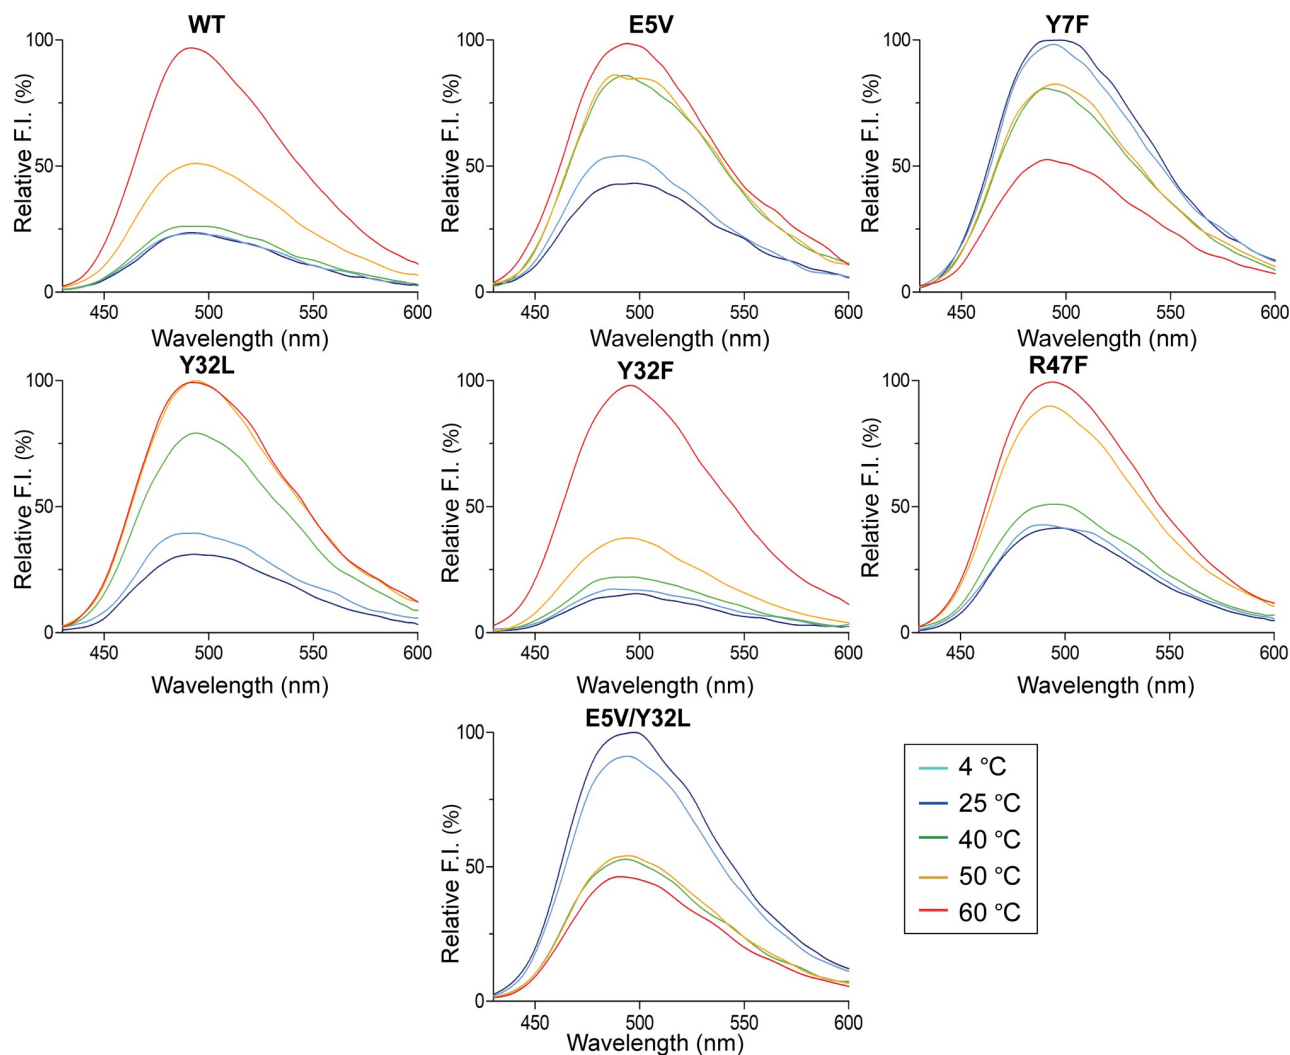 WT
100
50
0
Relative F.I. (%)
450 500 550 600
Wavelength (nm)
E5V
100
50
0
Relative F.I. (%)
450 500 550 600
Wavelength (nm)
Y7F
100
50
0
Relative F.I. (%)
450 500 550 600
Wavelength (nm)
Y32L
100
50
0
Relative F.I. (%)
450 500 550 600
Wavelength (nm)
Y32F
100
50
0
Relative F.I. (%)
450 500 550 600
Wavelength (nm)
R47F
100
50
0
Relative F.I. (%)
450 500 550 600
Wavelength (nm)
E5V/Y32L
100
50
0
Relative F.I. (%)
450 500 550 600
Wavelength (nm)
4 °C
25 °C
40 °C
50 °C
60 °C